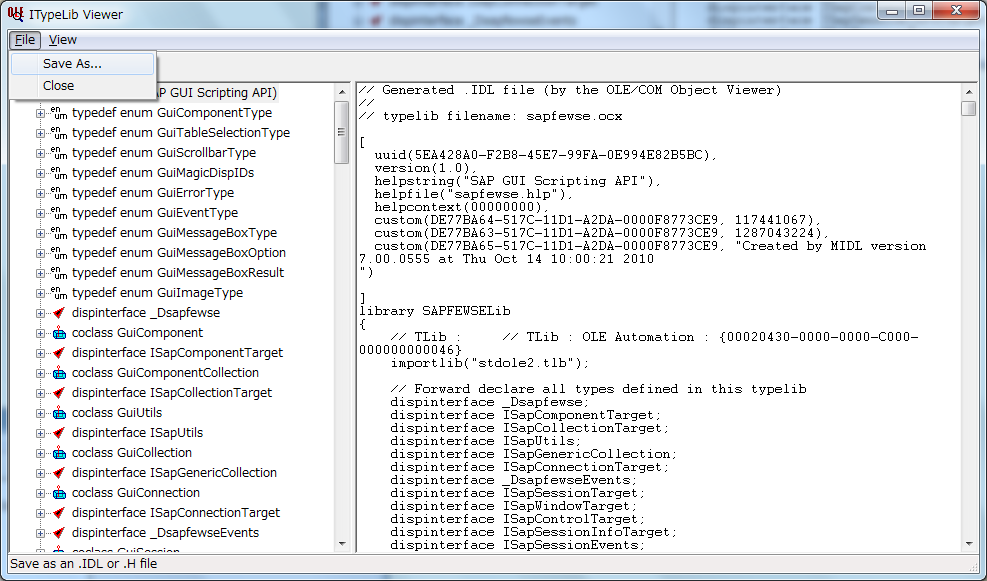 ITypeLib Viewer
File View
Save As...
Close
AP GUI Scripting API)
typedef enum GuiComponentType
typedef enum GuiTableSelectionType
typedef enum GuiScrollbarType
typedef enum GuiMagicDispIDs
typedef enum GuiErrorType
typedef enum GuiEventType
typedef enum GuiMessageBoxType
typedef enum GuiMessageBoxOption
typedef enum GuiMessageBoxResult
typedef enum GuiImageType
dispinterface _Dsapfewse
coclass GuiComponent
dispinterface ISapComponentTarget
coclass GuiComponentCollection
dispinterface ISapCollectionTarget
coclass GuiUtils
dispinterface ISapUtils
coclass GuiCollection
dispinterface ISapGenericCollection
coclass GuiConnection
dispinterface ISapConnectionTarget
dispinterface _DsapfewseEvents
coclass GuiSession
// Generated .IDL file (by the OLE/COM Object Viewer)
//
// typelib filename: sapfewse.ocx
[
uuid(5EA428A0-F2B8-45E7-99FA-0E994E82B5BC),
version(1.0),
helpstring("SAP GUI Scripting API"),
helpfile("sapfewse.hlp"),
helpcontext(00000000),
custom(DE77BA64-517C-11D1-A2DA-0000F8773CE9, 117441067),
custom(DE77BA63-517C-11D1-A2DA-0000F8773CE9, 1287043224),
custom(DE77BA65-517C-11D1-A2DA-0000F8773CE9, "Created by MIDL version
7.00.0555 at Thu Oct 14 10:00:21 2010
")
]
library SAPFEWSELib
{
// TLib : // TLib : OLE Automation : {00020430-0000-0000-C000-
000000000046}
importlib("stdole2.tlb");
// Forward declare all types defined in this typelib
dispinterface _Dsapfewse;
dispinterface ISapComponentTarget;
dispinterface ISapCollectionTarget;
dispinterface ISapUtils;
dispinterface ISapGenericCollection;
dispinterface ISapConnectionTarget;
dispinterface _DsapfewseEvents;
dispinterface ISapSessionTarget;
dispinterface ISapWindowTarget;
dispinterface ISapControlTarget;
dispinterface ISapSessionInfoTarget;
dispinterface ISapSessionEvents;
Save as an .IDL or .H file